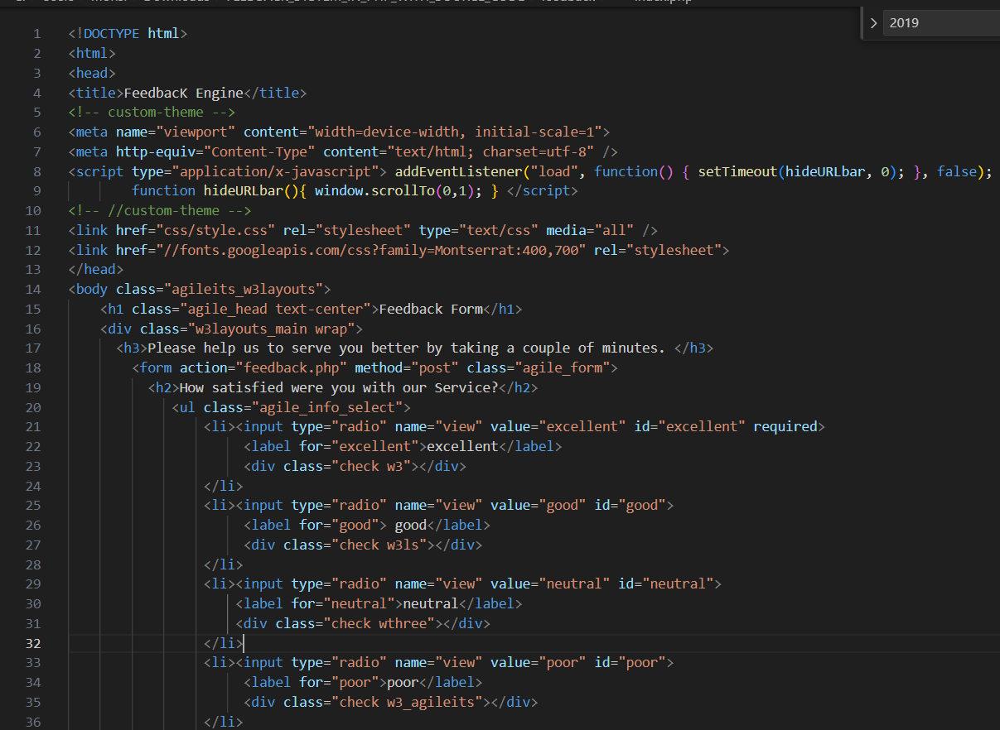 2019
1 <!DOCTYPE html>
2 <html>
3 <head>
4 <title>FeedbacK Engine</title>
5 <!-- custom-theme -->
6 <meta name="viewport" content="width=device-width, initial-scale=1">
7 <meta http-equiv="Content-Type" content="text/html; charset=utf-8" />
8 <script type="application/x-javascript"> addEventListener("load", function() { setTimeout(hideURLbar, 0); }, false);
9 function hideURLbar(){ window.scrollTo(0,1); } </script>
10 <!-- //custom-theme -->
11 <link href="css/style.css" rel="stylesheet" type="text/css" media="all" />
12 <link href="//fonts.googleapis.com/css?family=Montserrat:400,700" rel="stylesheet">
13 </head>
14 <body class="agileits_w3layouts">
15 <h1 class="agile_head text-center">Feedback Form</h1>
16 <div class="w3layouts_main wrap">
17 <h3>Please help us to serve you better by taking a couple of minutes. </h3>
18 <form action="feedback.php" method="post" class="agile_form">
19 <h2>How satisfied were you with our Service?</h2>
20 <ul class="agile_info_select">
21 <li><input type="radio" name="view" value="excellent" id="excellent" required>
22 <label for="excellent">excellent</label>
23 <div class="check w3"></div>
24 </li>
25 <li><input type="radio" name="view" value="good" id="good">
26 <label for="good"> good</label>
27 <div class="check w3ls"></div>
28 </li>
29 <li><input type="radio" name="view" value="neutral" id="neutral">
30 <label for="neutral">neutral</label>
31 <div class="check wthree"></div>
32 </li>
33 <li><input type="radio" name="view" value="poor" id="poor">
34 <label for="poor">poor</label>
35 <div class="check w3_agileits"></div>
36 </li>